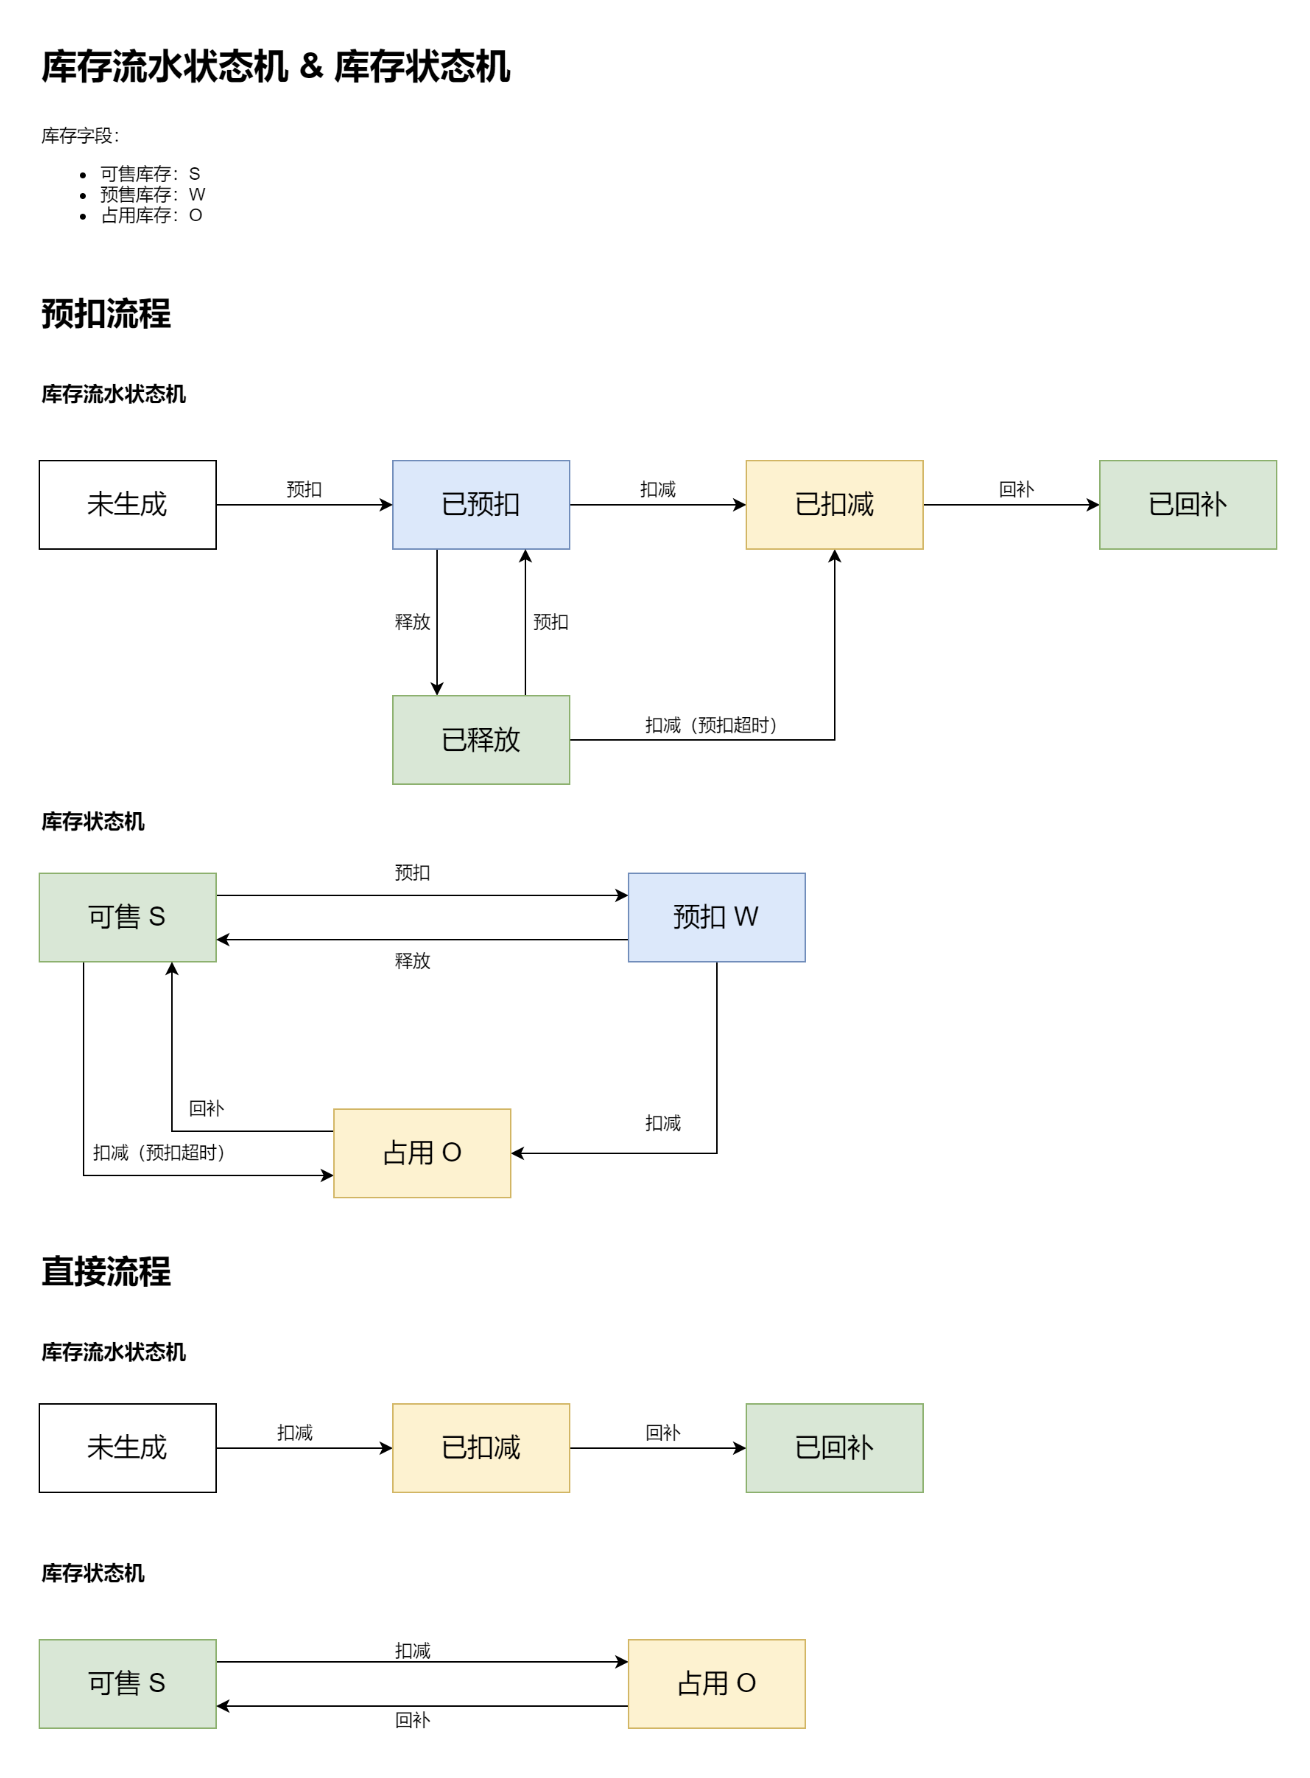 库存流水状态机 & 库存状态机
库存字段：
可售库存：S
预售库存：W
占用库存：O
预扣流程
库存流水状态机
未生成
预扣
已预扣
扣减
已扣减
回补
已回补
释放
预扣
已释放
扣减（预扣超时）
库存状态机
可售 S
预扣
预扣 W
释放
回补
扣减（预扣超时）
占用 O
扣减
直接流程
库存流水状态机
未生成
扣减
已扣减
回补
已回补
库存状态机
可售 S
扣减
占用 O
回补